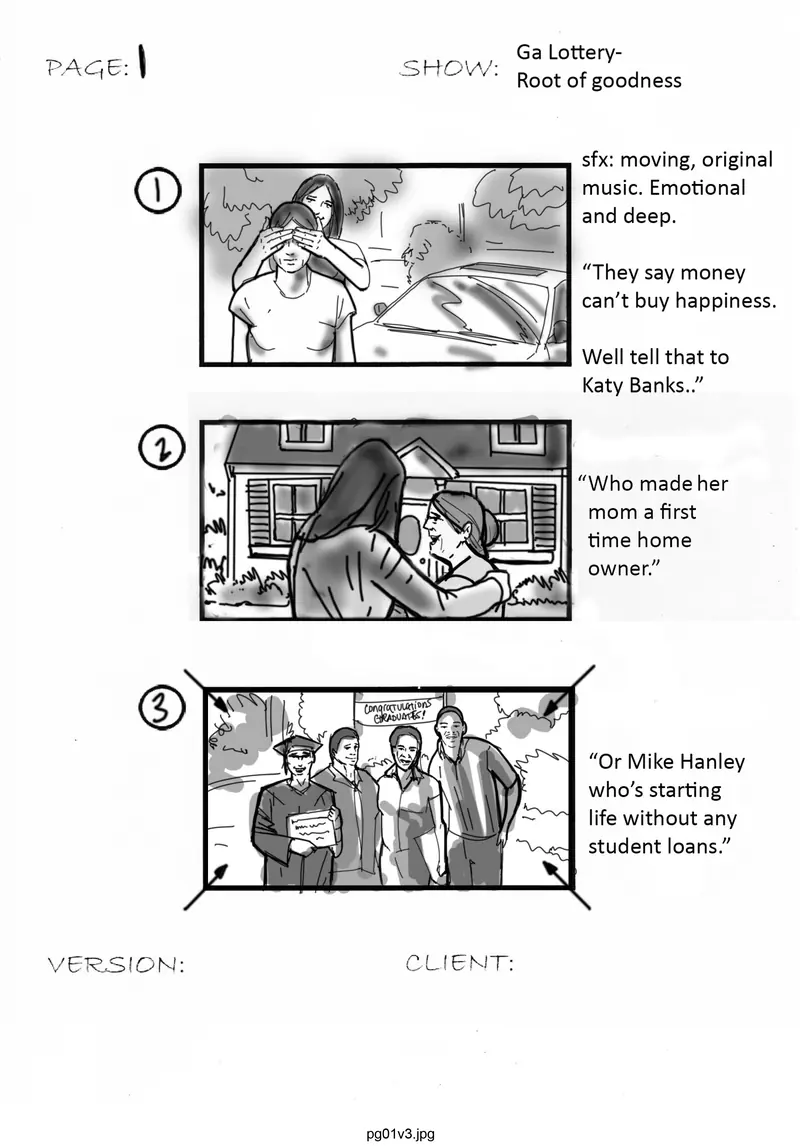 PAGE: 1
SHOW: Ga Lottery-
Root of goodness
1
sfx: moving, original
music. Emotional
and deep.
“They say money
can’t buy happiness.
Well tell that to
Katy Banks..”
2
“Who made her
mom a first
time home
owner.”
3
Congratulations
GRADUATES!
“Or Mike Hanley
who’s starting
life without any
student loans.”
VERSION:
CLIENT:
pg01v3.jpg